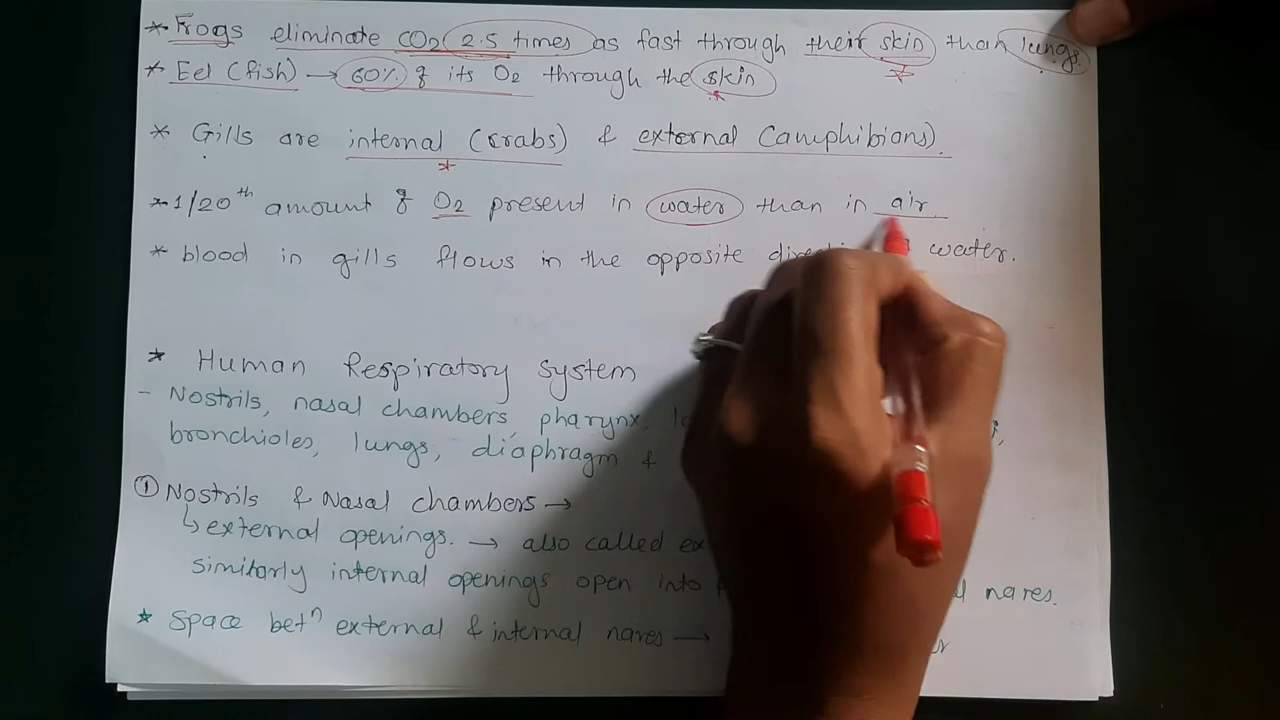 * Frogs eliminate CO2 (2.5 times) as fast through their skin than lungs.
* Eel (fish) → 60% of its O2 through the skin
* Gills are internal (crabs) & external (amphibians).
* 1/20th amount of O2 present in water than in air.
* blood in gills flows in the opposite water.
* Human Respiratory system
- Nostrils, nasal chambers, pharynx,
bronchioles, lungs, diaphragm &
① Nostrils & Nasal chambers →
↳ external openings. → also called
similarly internal openings open into nares.
* Space betn external & internal nares →